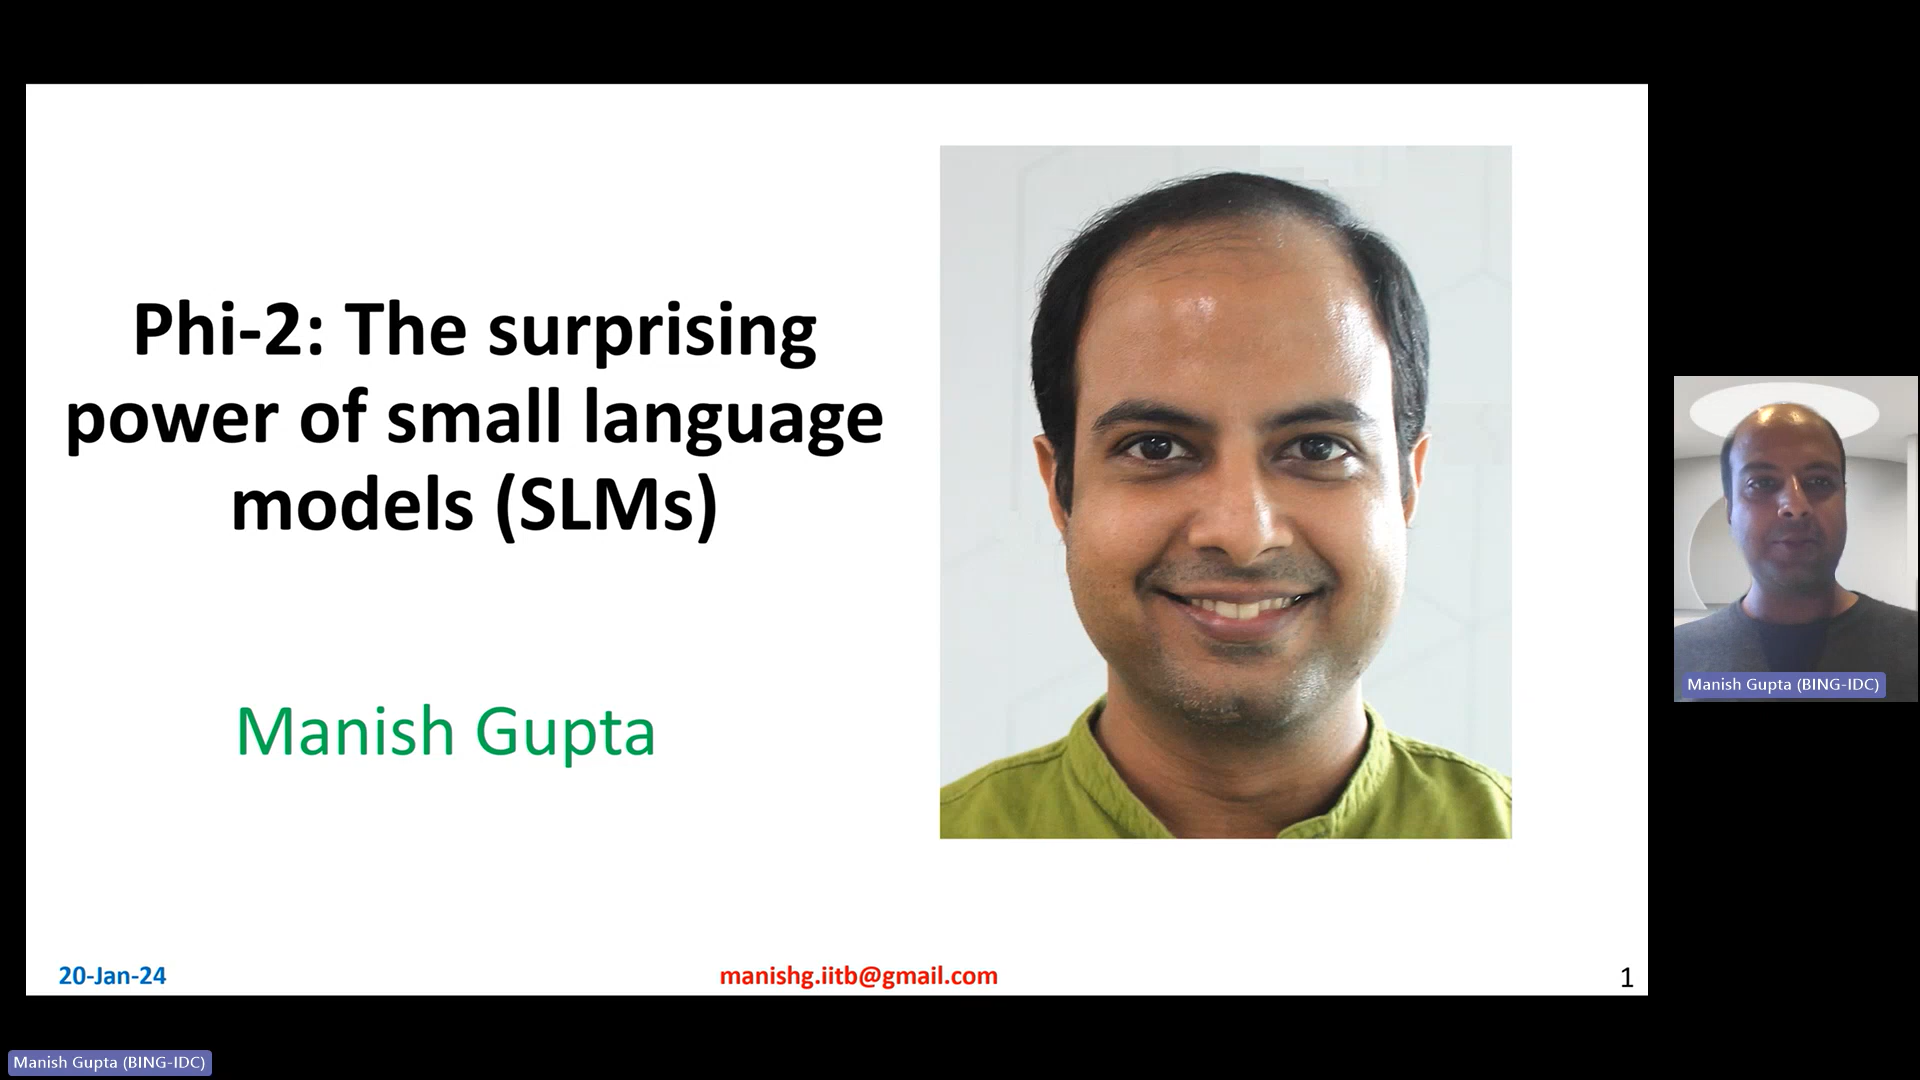 Phi-2: The surprising
power of small language
models (SLMs)
Manish Gupta
20-Jan-24
manishg.iitb@gmail.com
1
Manish Gupta (BING-IDC)
Manish Gupta (BING-IDC)